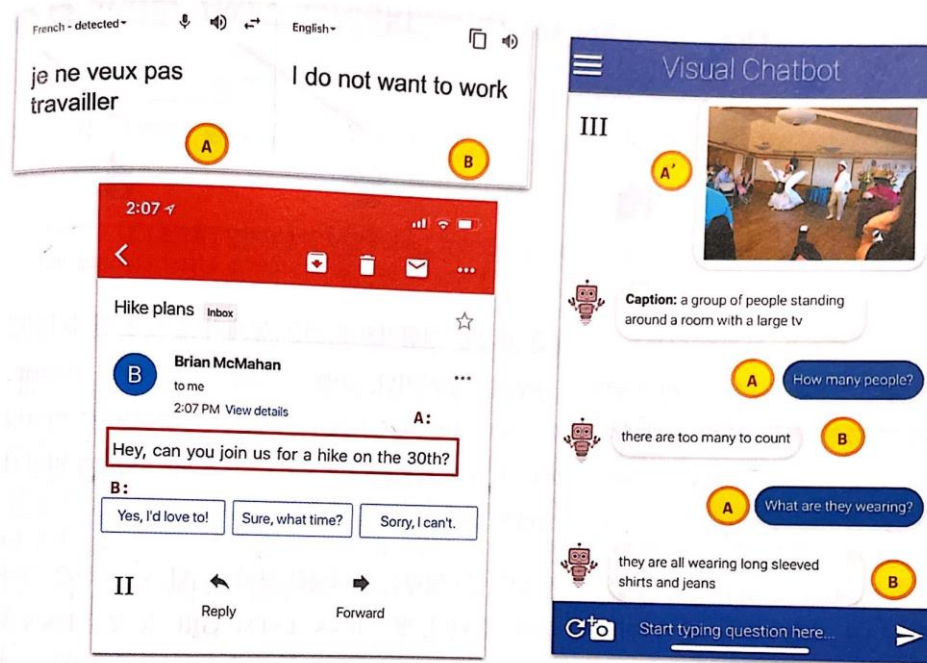 French - detected
English
je ne veux pas
travailler
I do not want to work
A
B
2:07
Hike plans Inbox
B
Brian McMahan
to me
2:07 PM View details
A:
Hey, can you join us for a hike on the 30th?
B:
Yes, I'd love to!
Sure, what time?
Sorry, I can't.
II
Reply
Forward
Visual Chatbot
III
A′
Caption: a group of people standing
around a room with a large tv
A
How many people?
there are too many to count
B
A
What are they wearing?
they are all wearing long sleeved
shirts and jeans
B
Start typing question here...